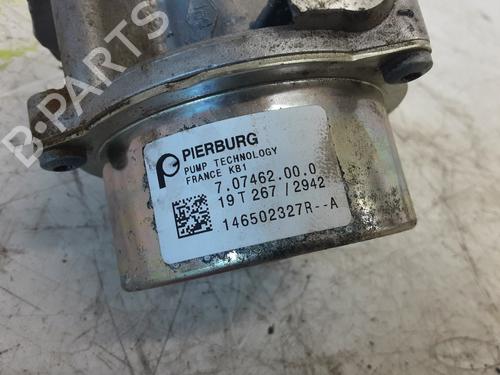 B-PARTS
PIERBURG
PUMP TECHNOLOGY
FRANCE KB1
7.07462.00.0
19 T 267 / 2942
146502327R--A